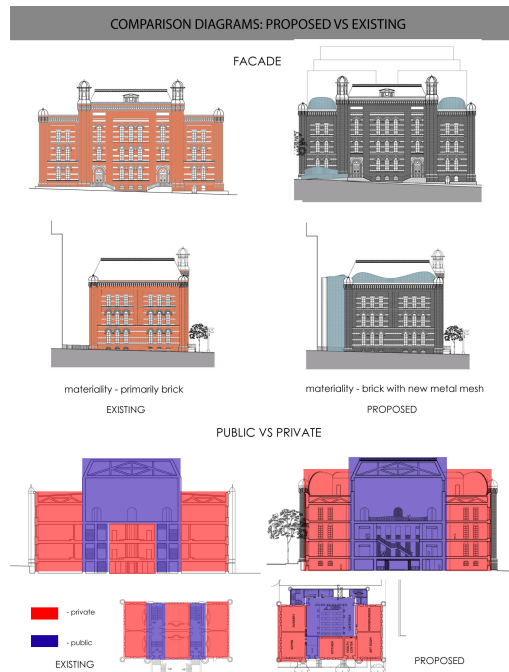 COMPARISON DIAGRAMS: PROPOSED VS EXISTING
FACADE
materiality - primarily brick
materiality - brick with new metal mesh
EXISTING
PROPOSED
PUBLIC VS PRIVATE
- private
- public
EXISTING
PROPOSED